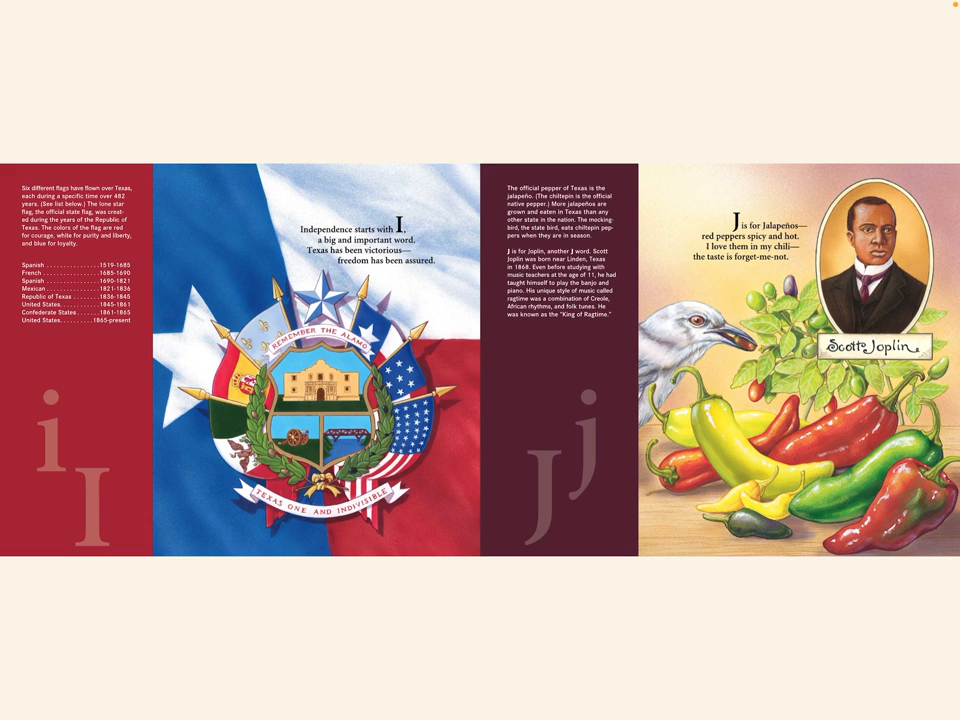 Six different flags have flown over Texas,
each during a specific time over 482
years. (See list below.) The lone star
flag, the official state flag, was creat-
ed during the years of the Republic of
Texas. The colors of the flag are red
for courage, white for purity and liberty,
and blue for loyalty.
Spanish . . . . . . . . . . . . . . . .1519-1685
French . . . . . . . . . . . . . . . .1685-1690
Spanish . . . . . . . . . . . . . . . .1690-1821
Mexican . . . . . . . . . . . . . . . .1821-1836
Republic of Texas . . . . . . . .1836-1845
United States. . . . . . . . . . . .1845-1861
Confederate States . . . . . . .1861-1865
United States. . . . . . . . . .1865-present
i
I
Independence starts with I,
a big and important word.
Texas has been victorious—
freedom has been assured.
REMEMBER THE ALAMO
TEXAS ONE AND INDIVISIBLE
The official pepper of Texas is the
jalapeño. (The chiltepin is the official
native pepper.) More jalapeños are
grown and eaten in Texas than any
other state in the nation. The mocking-
bird, the state bird, eats chiltepin pep-
pers when they are in season.
J is for Joplin, another J word. Scott
Joplin was born near Linden, Texas
in 1868. Even before studying with
music teachers at the age of 11, he had
taught himself to play the banjo and
piano. His unique style of music called
ragtime was a combination of Creole,
African rhythms, and folk tunes. He
was known as the "King of Ragtime."
j
J
J is for Jalapeños—
red peppers spicy and hot.
I love them in my chili—
the taste is forget-me-not.
Scott Joplin